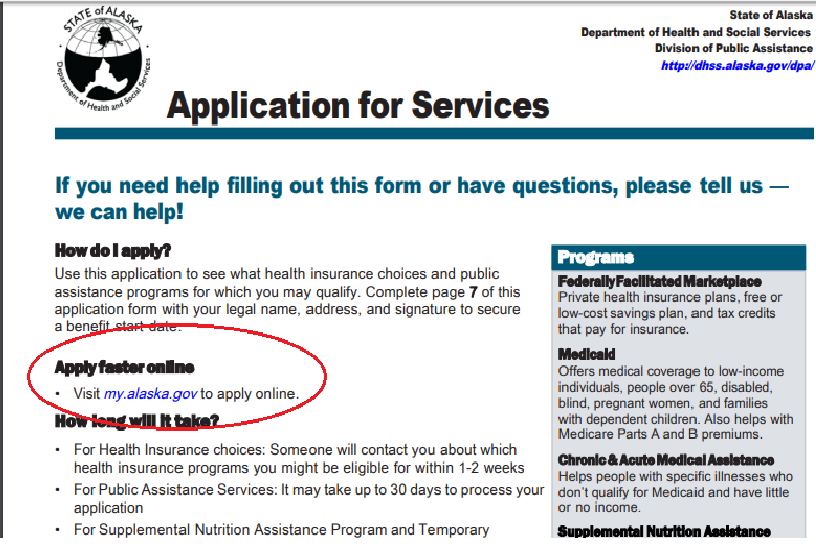 STATE OF ALASKA
Department of Health and Social Services
State of Alaska
Department of Health and Social Services
Division of Public Assistance
http://dhss.alaska.gov/dpa/
Application for Services
If you need help filling out this form or have questions, please tell us —
we can help!
How do I apply?
Use this application to see what health insurance choices and public
assistance programs for which you may qualify. Complete page 7 of this
application form with your legal name, address, and signature to secure
a benefit start date.
Apply faster online
• Visit my.alaska.gov to apply online.
How long will it take?
• For Health Insurance choices: Someone will contact you about which
health insurance programs you might be eligible for within 1-2 weeks
• For Public Assistance Services: It may take up to 30 days to process your
application
• For Supplemental Nutrition Assistance Program and Temporary
Programs
Federally Facilitated Marketplace
Private health insurance plans, free or
low-cost savings plan, and tax credits
that pay for insurance.
Medicaid
Offers medical coverage to low-income
individuals, people over 65, disabled,
blind, pregnant women, and families
with dependent children. Also helps with
Medicare Parts A and B premiums.
Chronic & Acute Medical Assistance
Helps people with specific illnesses who
don't qualify for Medicaid and have little
or no income.
Supplemental Nutrition Assistance